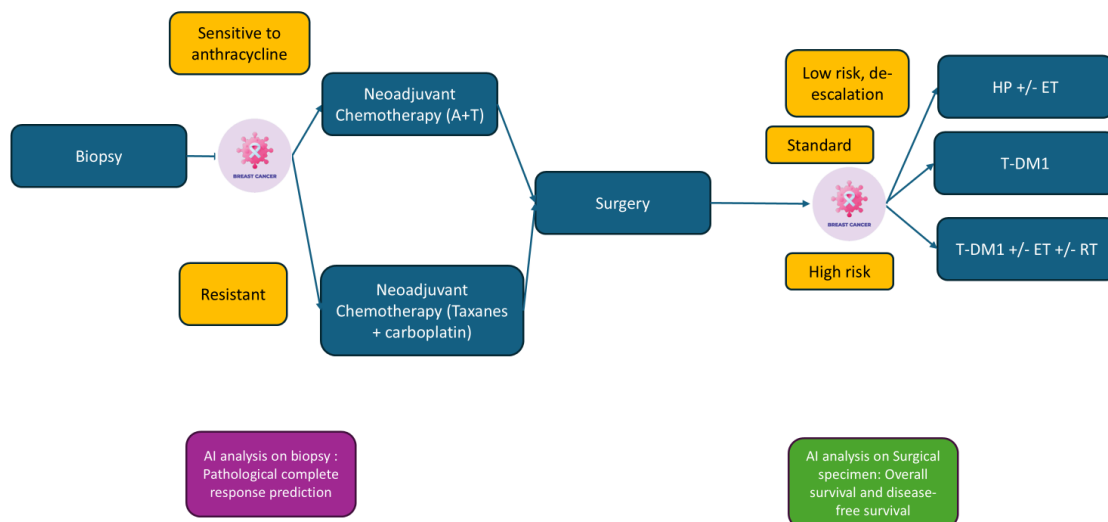 Sensitive to
anthracycline
Neoadjuvant
Chemotherapy (A+T)
Biopsy
BREAST CANCER
Resistant
Neoadjuvant
Chemotherapy (Taxanes
+ carboplatin)
Surgery
Low risk, de-
escalation
Standard
BREAST CANCER
High risk
HP +/- ET
T-DM1
T-DM1 +/- ET +/- RT
AI analysis on biopsy :
Pathological complete
response prediction
AI analysis on Surgical
specimen: Overall
survival and disease-
free survival